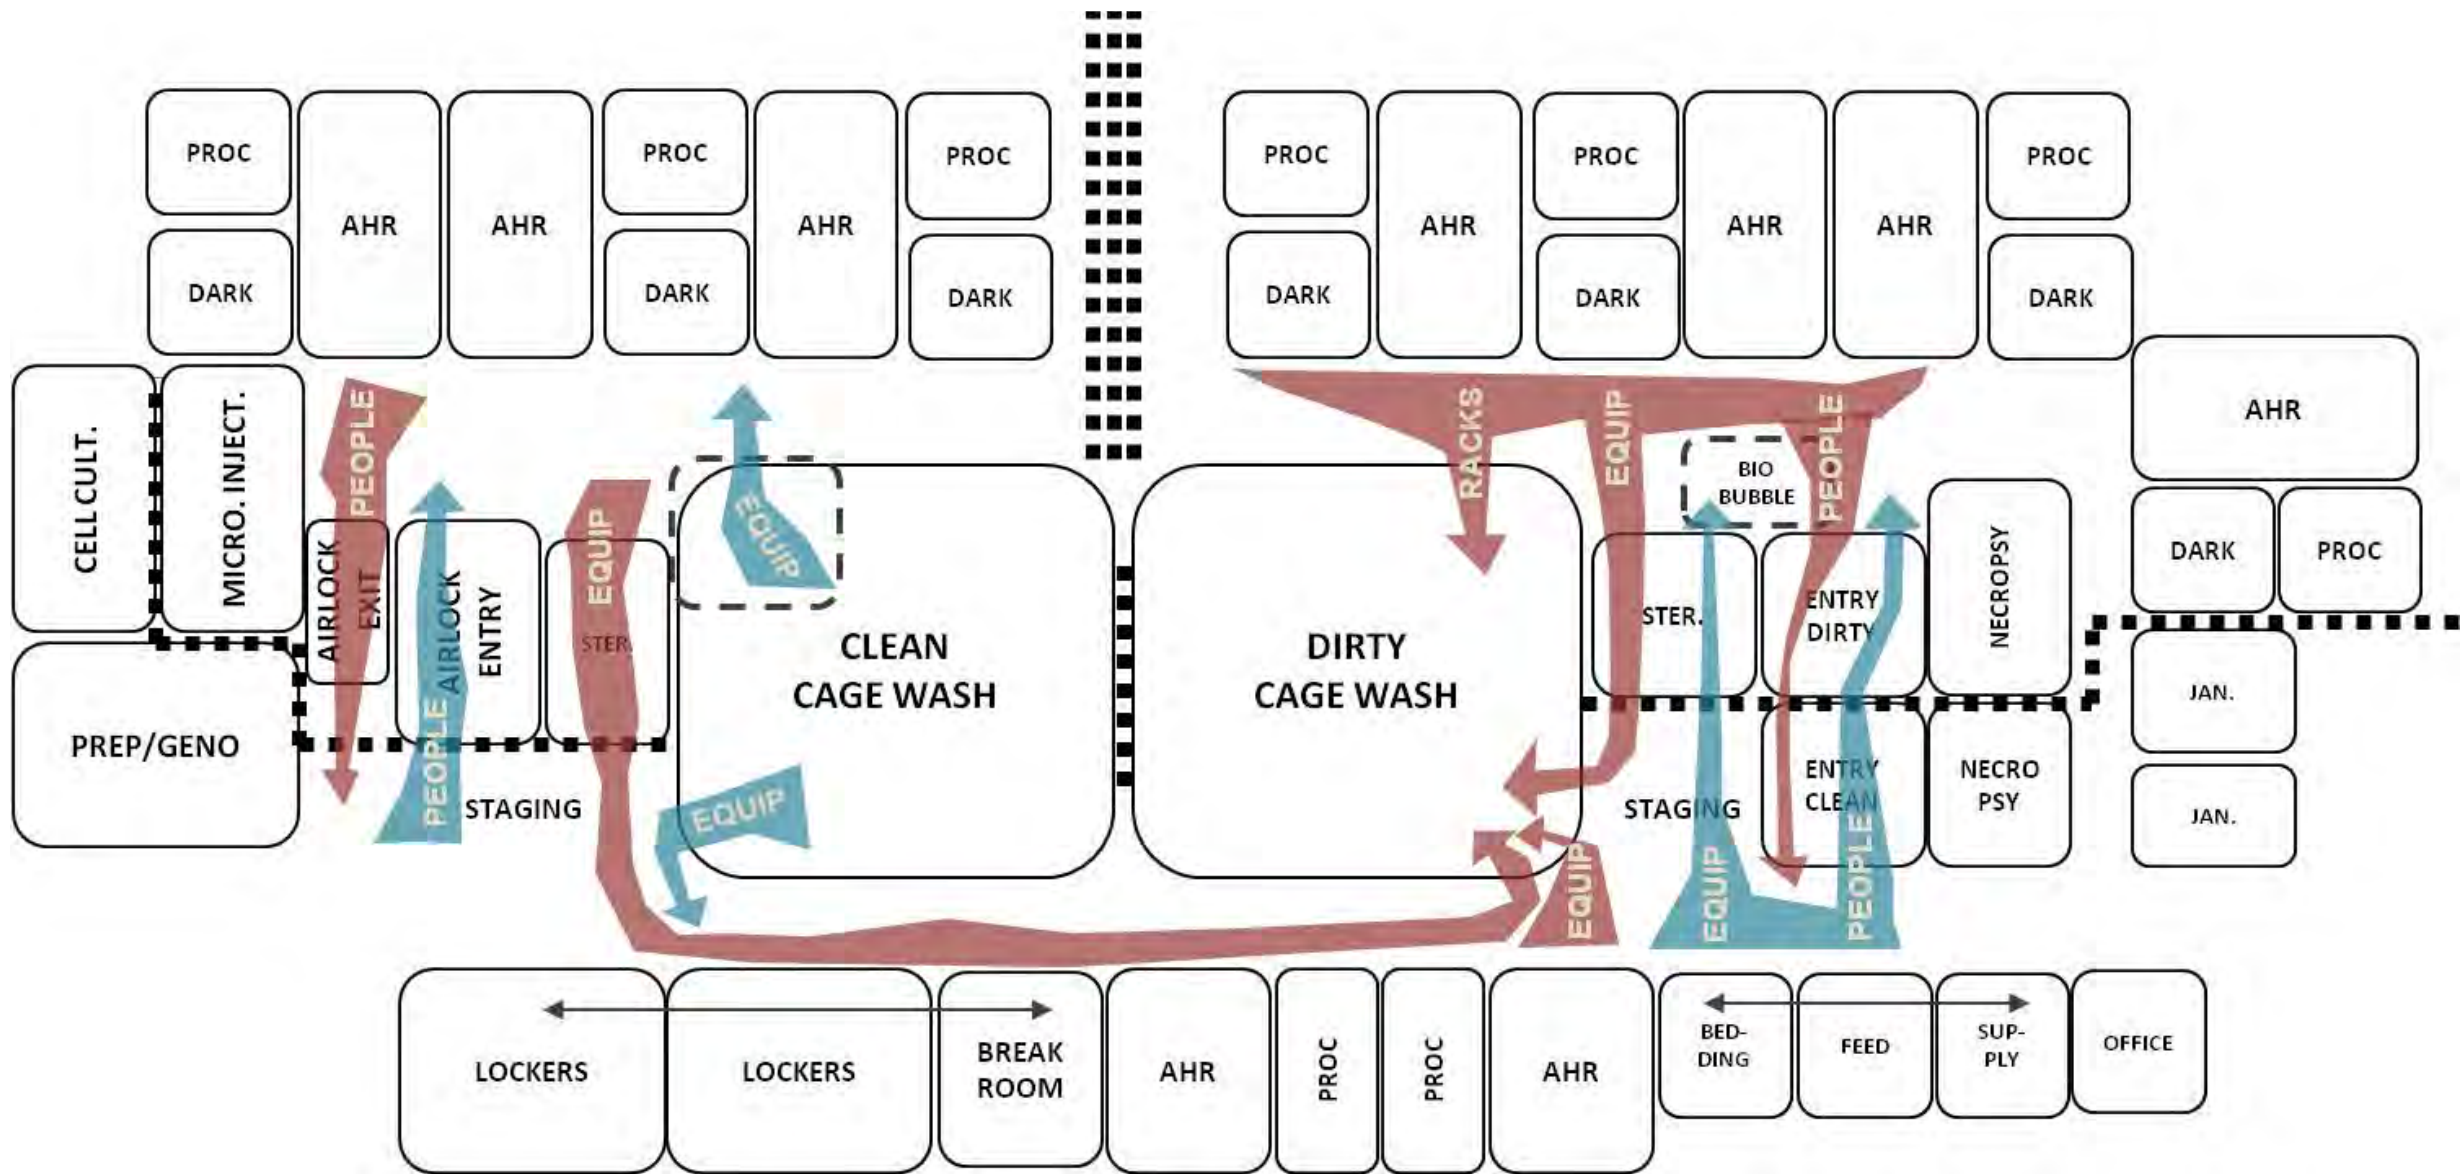 PROC
AHR
AHR
PROC
AHR
PROC
PROC
AHR
PROC
AHR
AHR
PROC
DARK
DARK
DARK
DARK
DARK
DARK
CELL CULT.
MICRO. INJECT.
PEOPLE
AIRLOCK
EXIT
PEOPLE
AIRLOCK
ENTRY
EQUIP
STER.
EQUIP
CLEAN
CAGE WASH
EQUIP
PREP/GENO
STAGING
RACKS
EQUIP
PEOPLE
BIO
BUBBLE
DIRTY
CAGE WASH
STER.
ENTRY
DIRTY
NECROPSY
AHR
DARK
PROC
JAN.
JAN.
STAGING
ENTRY
CLEAN
NECRO
PSY
EQUIP
EQUIP
PEOPLE
LOCKERS
LOCKERS
BREAK
ROOM
AHR
PROC
PROC
AHR
BED-
DING
FEED
SUP-
PLY
OFFICE